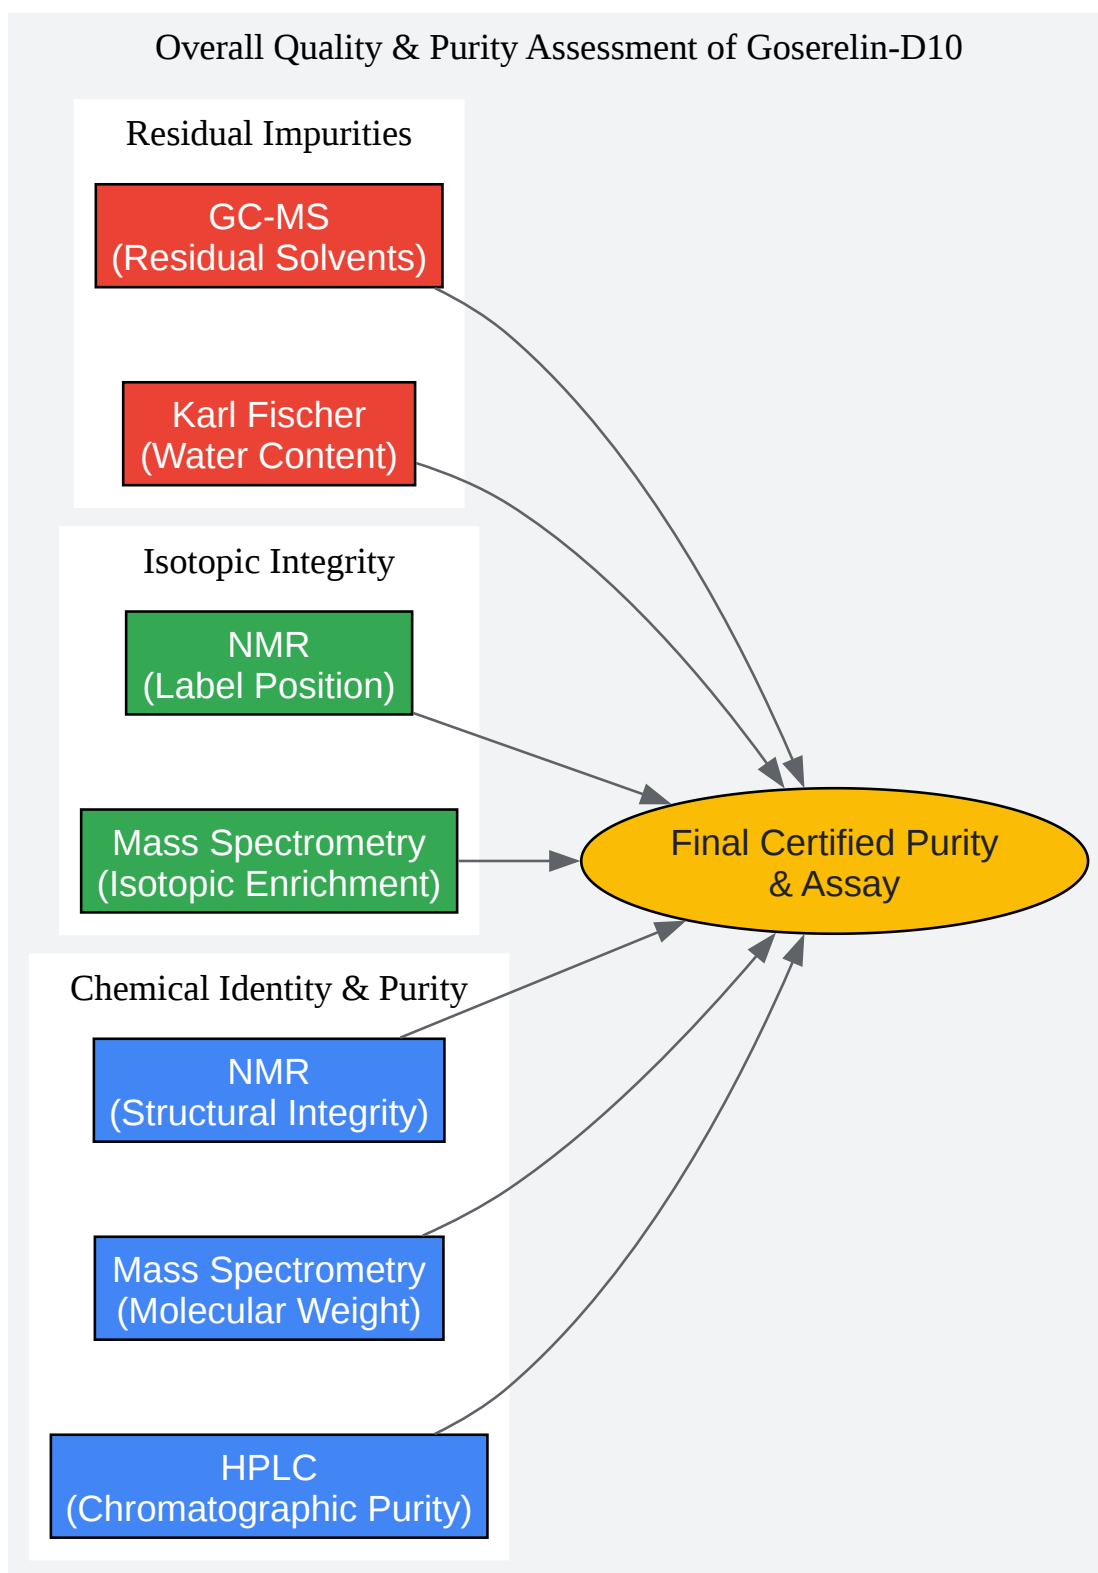 Overall Quality & Purity Assessment of Goserelin-D10
Residual Impurities
GC-MS
(Residual Solvents)
Karl Fischer
(Water Content)
Isotopic Integrity
NMR
(Label Position)
Mass Spectrometry
(Isotopic Enrichment)
Final Certified Purity
& Assay
Chemical Identity & Purity
NMR
(Structural Integrity)
Mass Spectrometry
(Molecular Weight)
HPLC
(Chromatographic Purity)